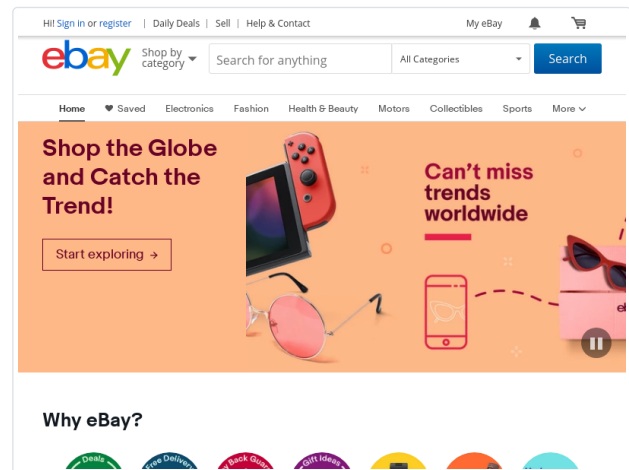 Hi! Sign in or register | Daily Deals | Sell | Help & Contact My eBay
ebay Shop by category Search for anything All Categories Search
Home Saved Electronics Fashion Health & Beauty Motors Collectibles Sports More
Shop the Globe
and Catch the
Trend!
Start exploring →
Can't miss
trends
worldwide
Why eBay?
Deals Free Delivery Gift Ideas